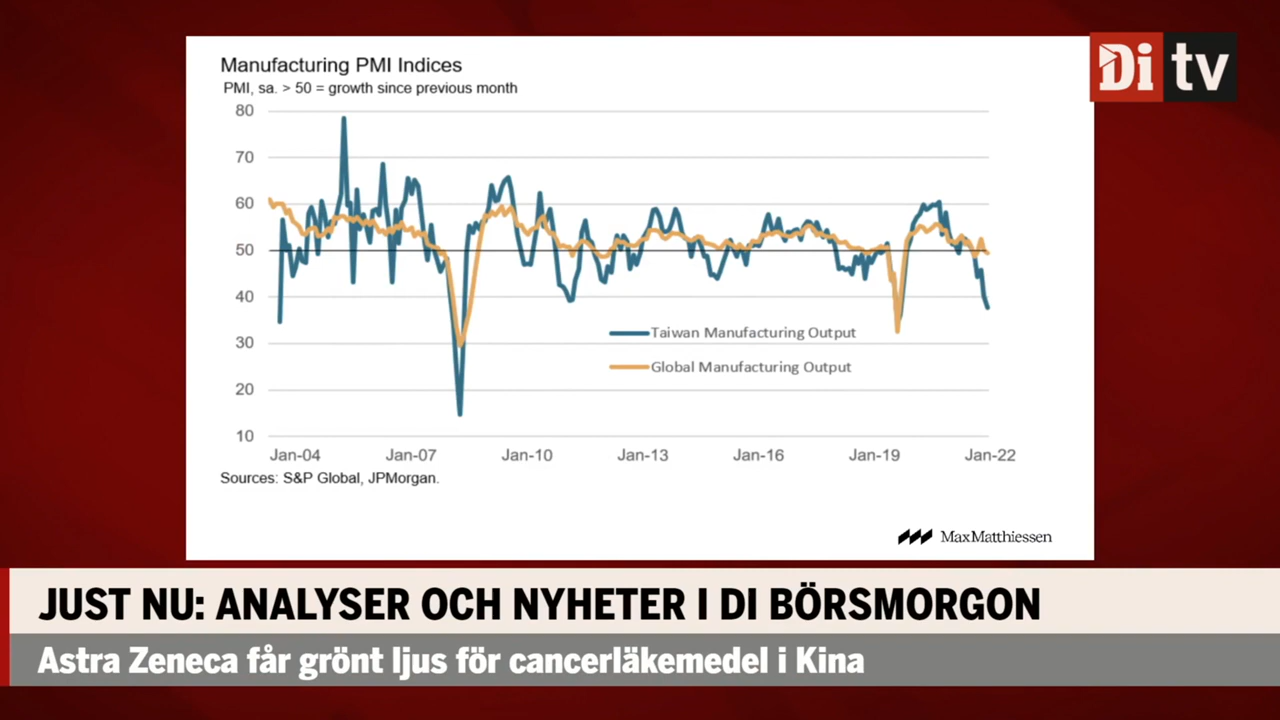 Di tv
Manufacturing PMI Indices
PMI, sa. > 50 = growth since previous month
80
70
60
50
40
30
20
10
Taiwan Manufacturing Output
Global Manufacturing Output
Jan-04 Jan-07 Jan-10 Jan-13 Jan-16 Jan-19 Jan-22
Sources: S&P Global, JPMorgan.
MaxMatthiessen
JUST NU: ANALYSER OCH NYHETER I DI BÖRSMORGON
Astra Zeneca får grönt ljus för cancerläkemedel i Kina